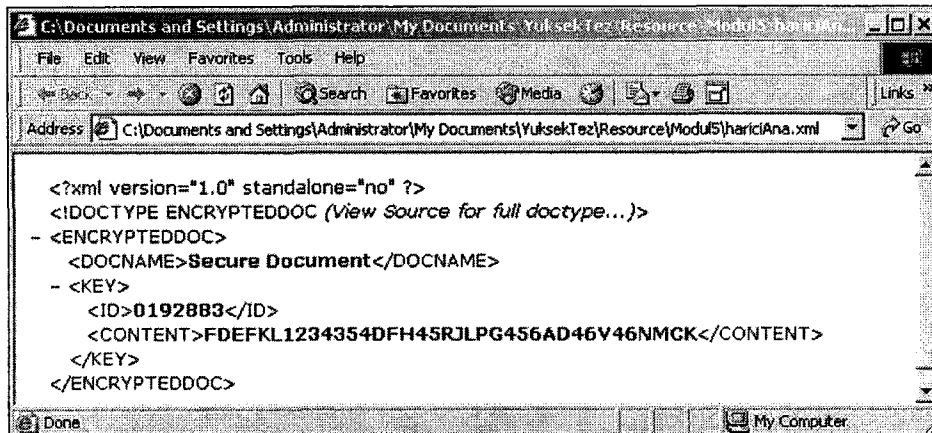 C:\Documents and Settings\Administrator\My Documents\YuksekTez\Resource\Modul5\hariciAn...
File Edit View Favorites Tools Help
Back Search Favorites Media Links »
Address C:\Documents and Settings\Administrator\My Documents\YuksekTez\Resource\Modul5\hariciAna.xml Go
<?xml version="1.0" standalone="no" ?>
<!DOCTYPE ENCRYPTEDDOC (View Source for full doctype...)>
- <ENCRYPTEDDOC>
<DOCNAME>Secure Document</DOCNAME>
- <KEY>
<ID>0192883</ID>
<CONTENT>FDEFKL1234354DFH45RJLPG456AD46V46NMCK</CONTENT>
</KEY>
</ENCRYPTEDDOC>
Done My Computer